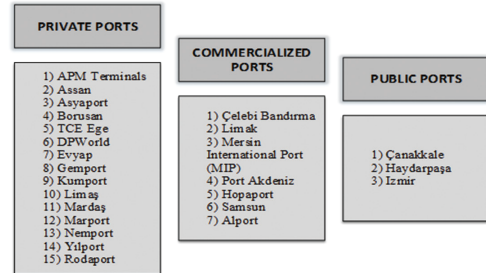 PRIVATE PORTS
1) APM Terminals
2) Assan
3) Asyaport
4) Borusan
5) TCE Ege
6) DPWorld
7) Evyap
8) Gemport
9) Kumport
10) Limaş
11) Mardaş
12) Marport
13) Nemport
14) Yılport
15) Rodaport
COMMERCIALIZED
PORTS
1) Çelebi Bandırma
2) Limak
3) Mersin
International Port
(MIP)
4) Port Akdeniz
5) Hopaport
6) Samsun
7) Alport
PUBLIC PORTS
1) Çanakkale
2) Haydarpaşa
3) Izmir